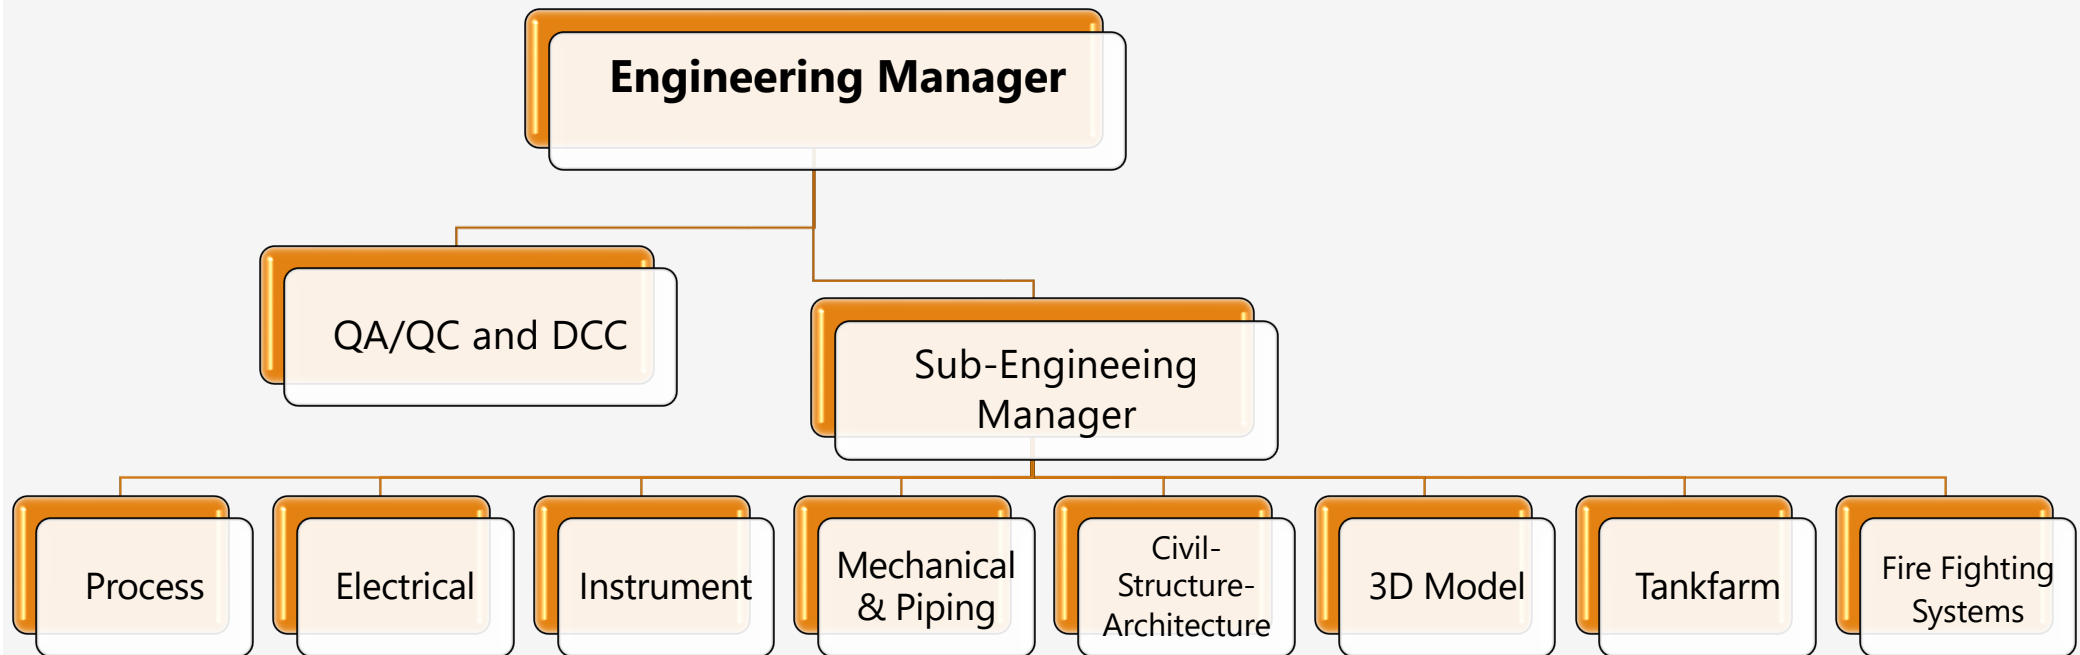 Engineering Manager
QA/QC and DCC
Sub-Engineeing
Manager
Process
Electrical
Instrument
Mechanical
& Piping
Civil-
Structure-
Architecture
3D Model
Tankfarm
Fire Fighting
Systems